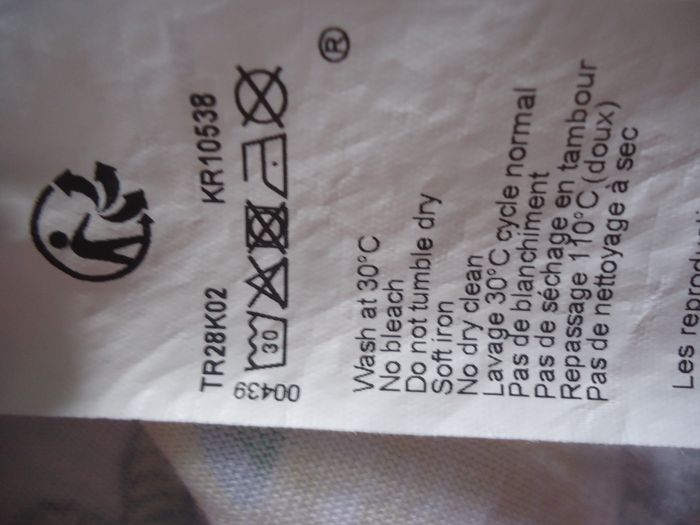 TR28K02 KR10538
30
00439
®
Wash at 30°C
No bleach
Do not tumble dry
Soft iron
No dry clean
Lavage 30°C cycle normal
Pas de blanchiment
Pas de séchage en tambour
Repassage 110°C (doux)
Pas de nettoyage à sec
Les